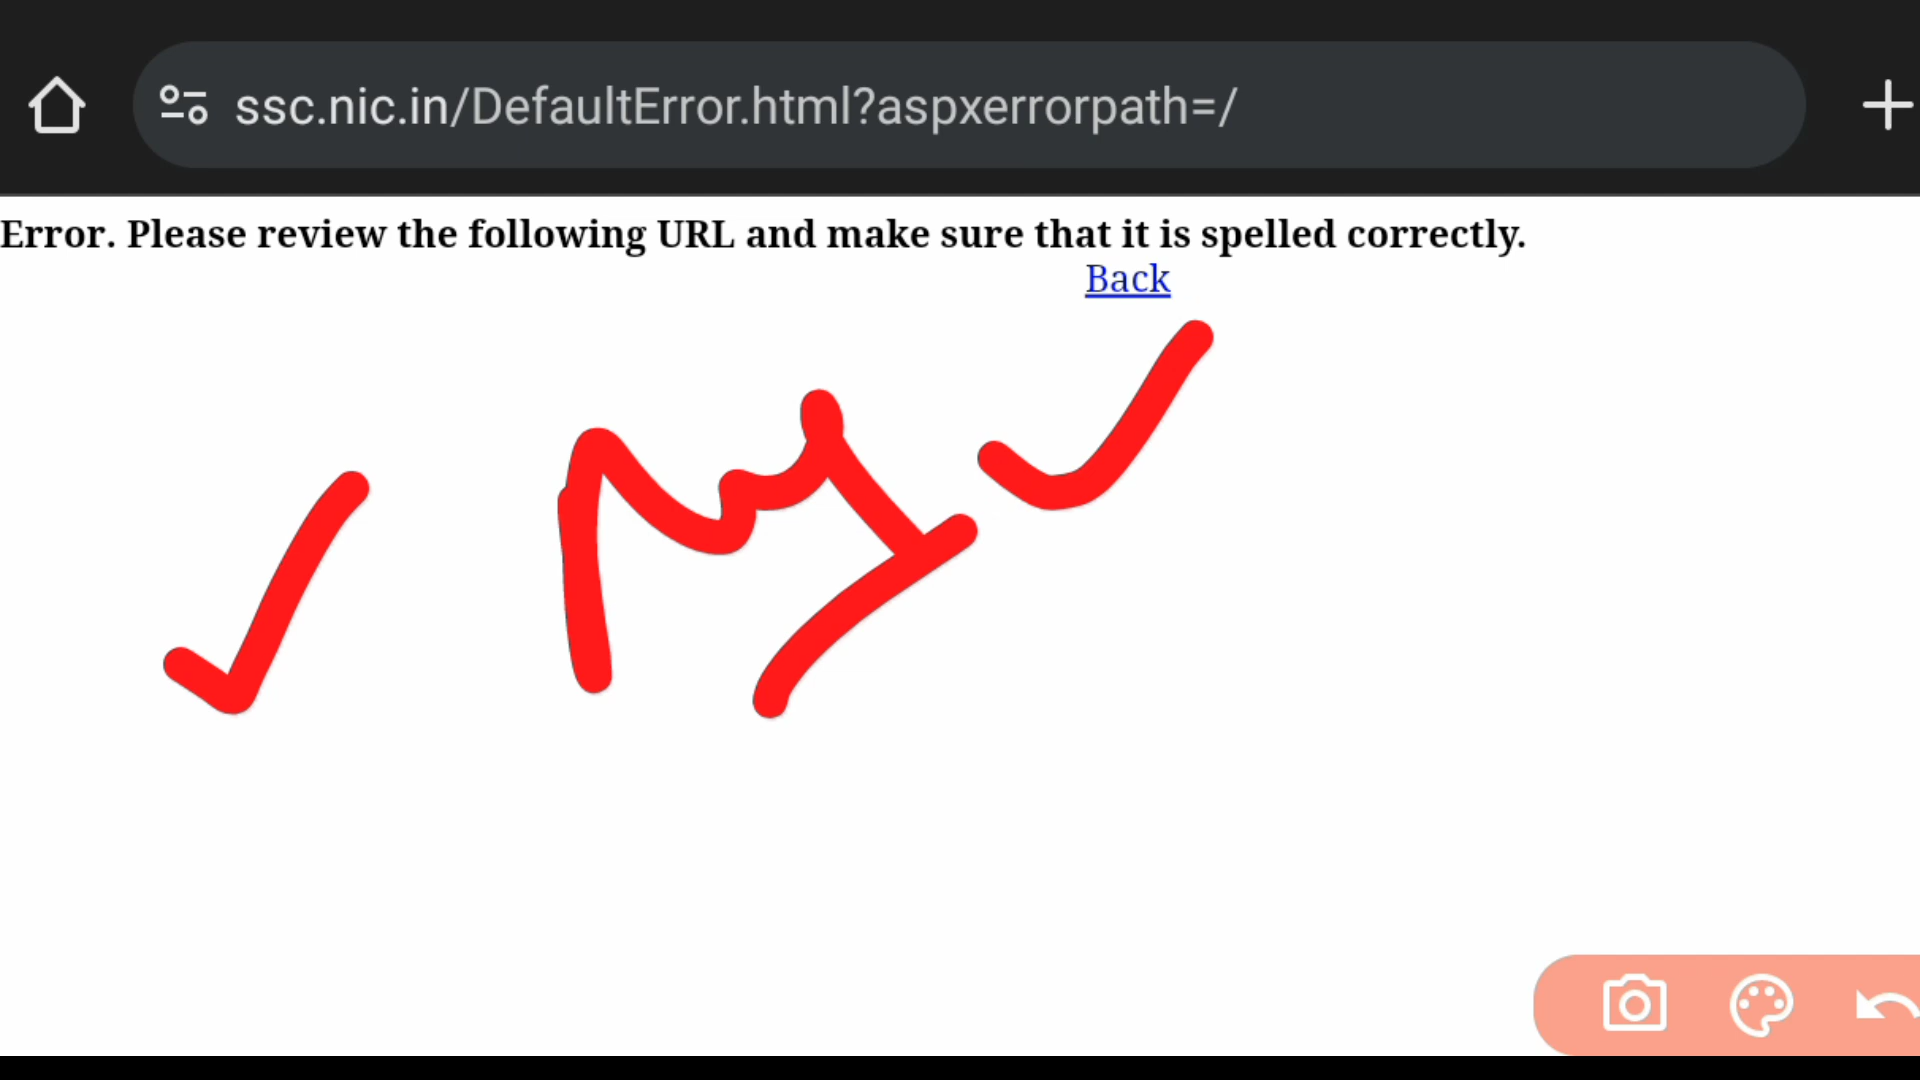 ssc.nic.in/DefaultError.html?aspxerrorpath=/
Error. Please review the following URL and make sure that it is spelled correctly.
Back